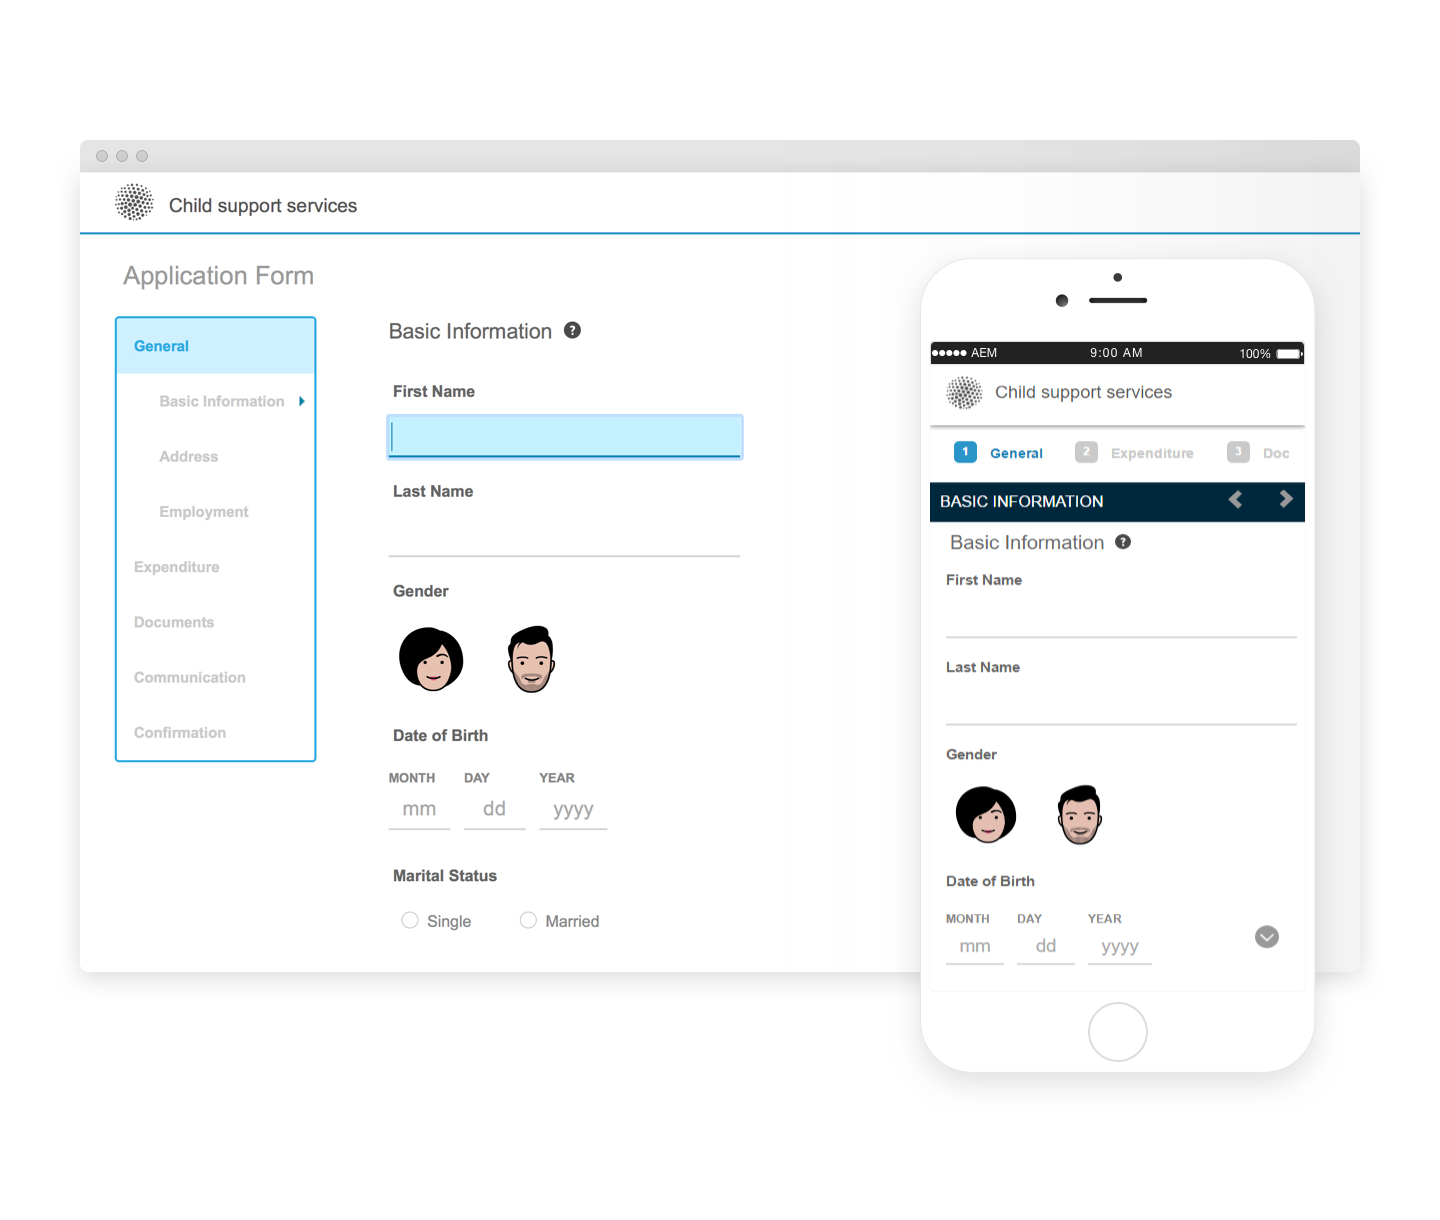 Child support services
Application Form
General
Basic Information
Address
Employment
Expenditure
Documents
Communication
Confirmation
Basic Information ?
First Name
Last Name
Gender
Date of Birth
MONTH DAY YEAR
mm dd yyyy
Marital Status
Single Married
AEM 9:00 AM 100%
Child support services
1 General 2 Expenditure 3 Doc
BASIC INFORMATION
Basic Information ?
First Name
Last Name
Gender
Date of Birth
MONTH DAY YEAR
mm dd yyyy